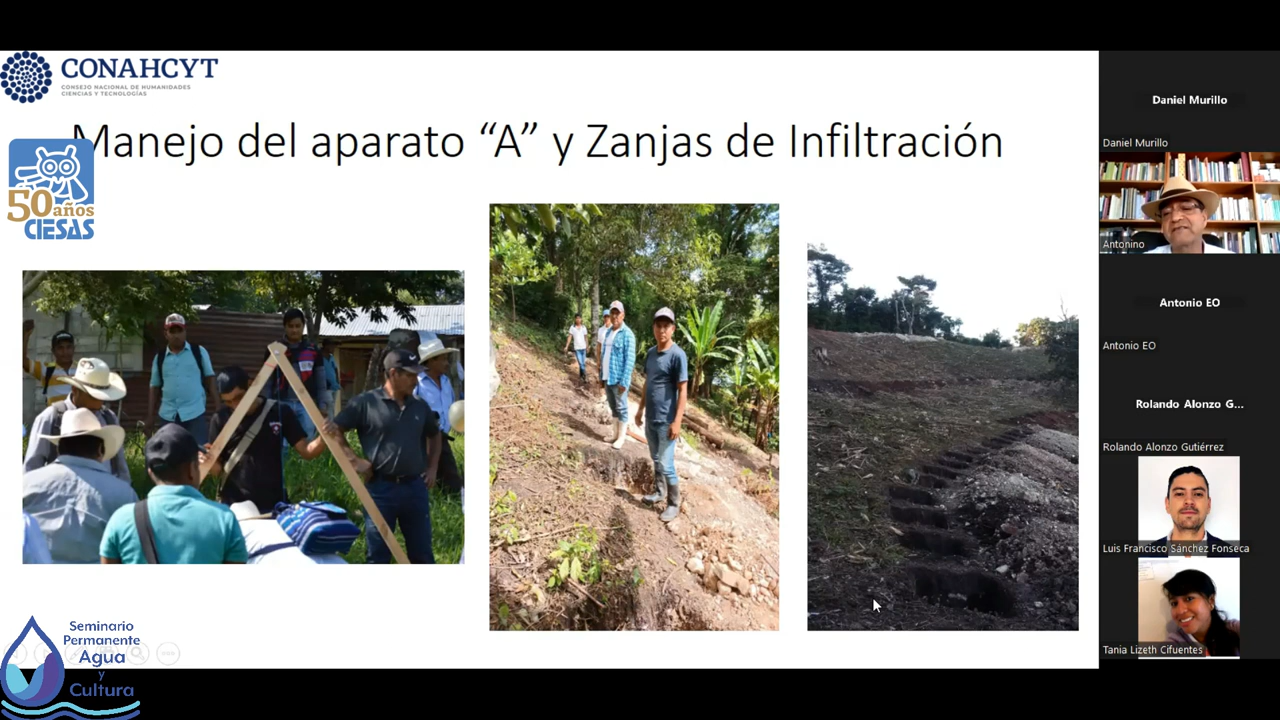 CONAHCYT
CONSEJO NACIONAL DE HUMANIDADES
CIENCIAS Y TECNOLOGÍAS
Manejo del aparato “A” y Zanjas de Infiltración
50 años
CIESAS
Seminario
Permanente
Agua
y
Cultura
Daniel Murillo
Daniel Murillo
Antonino
Antonio EO
Antonio EO
Rolando Alonzo G...
Rolando Alonzo Gutiérrez
Luis Francisco Sánchez Fonseca
Tania Lizeth Cifuentes